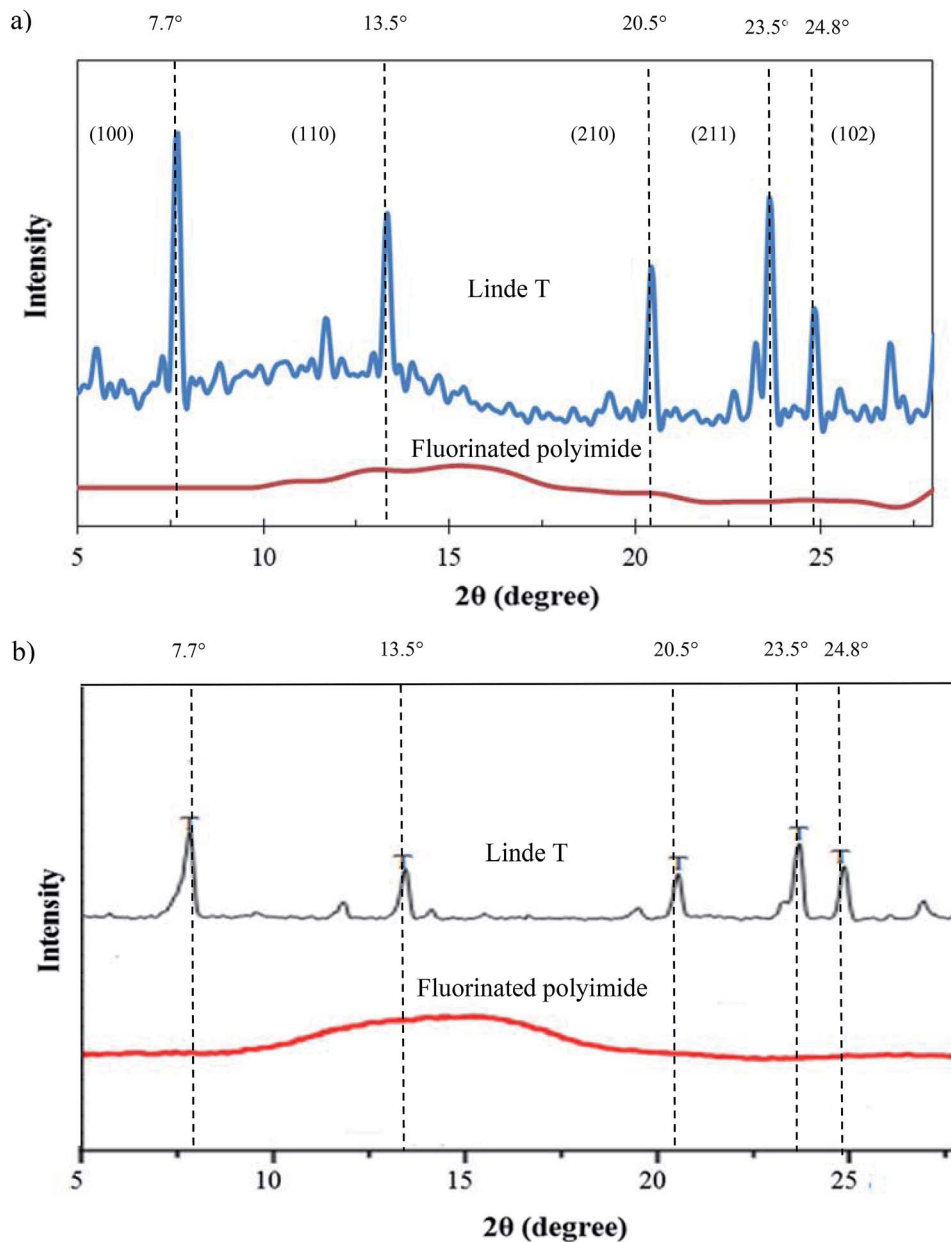 a)
7.7° 13.5° 20.5° 23.5° 24.8°
(100) (110) (210) (211) (102)
Linde T
Fluorinated polyimide
Intensity
5 10 15 20 25
2θ (degree)
b)
7.7° 13.5° 20.5° 23.5° 24.8°
T T T T T
Linde T
Fluorinated polyimide
Intensity
5 10 15 20 25
2θ (degree)